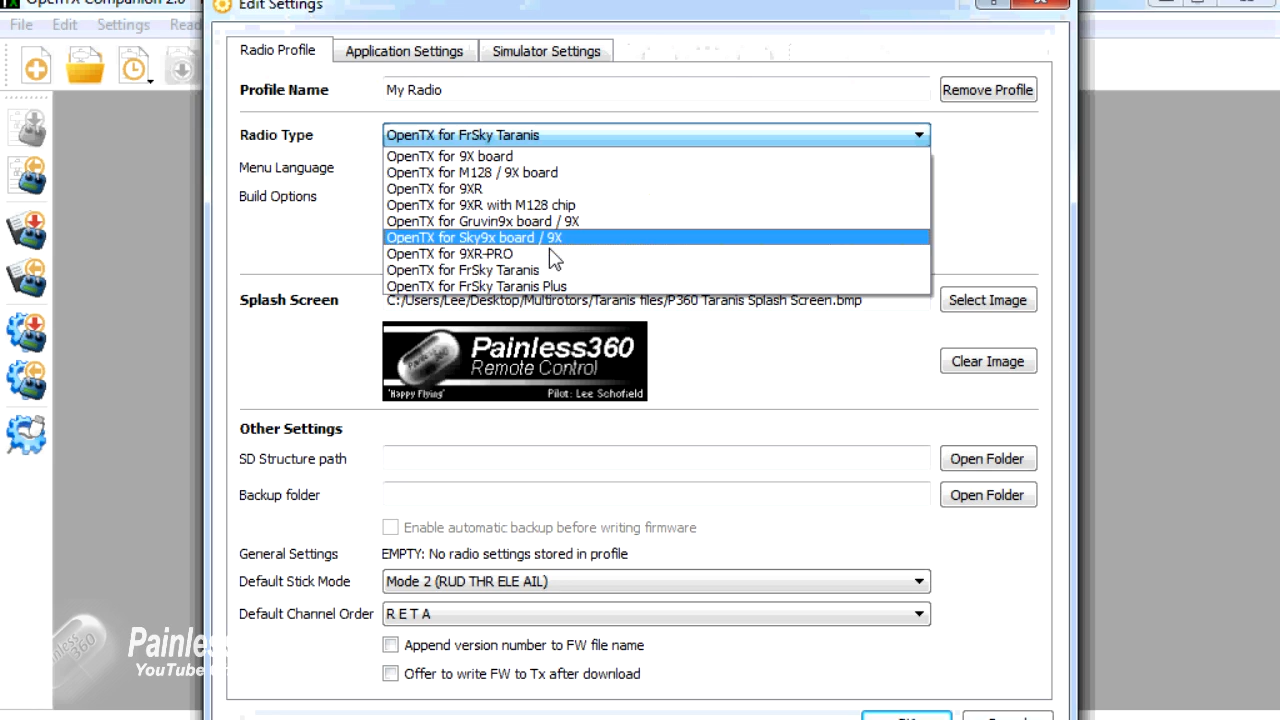 OpenTX Companion 2.0
Edit Settings
File Edit Settings Read
Radio Profile Application Settings Simulator Settings
Profile Name My Radio Remove Profile
Radio Type OpenTX for FrSky Taranis
OpenTX for 9X board
Menu Language OpenTX for M128 / 9X board
OpenTX for 9XR
Build Options OpenTX for 9XR with M128 chip
OpenTX for Gruvin9x board / 9X
OpenTX for Sky9x board / 9X
OpenTX for 9XR-PRO
OpenTX for FrSky Taranis
OpenTX for FrSky Taranis Plus
Splash Screen C:/Users/Lee/Desktop/Multirotors/Taranis files/P360 Taranis Splash Screen.bmp Select Image
Painless360
Remote Control
'Happy Flying' Pilot: Lee Schofield
Clear Image
Other Settings
SD Structure path Open Folder
Backup folder Open Folder
Enable automatic backup before writing firmware
General Settings EMPTY: No radio settings stored in profile
Default Stick Mode Mode 2 (RUD THR ELE AIL)
Default Channel Order R E T A
Append version number to FW file name
Offer to write FW to Tx after download
Painless
YouTube